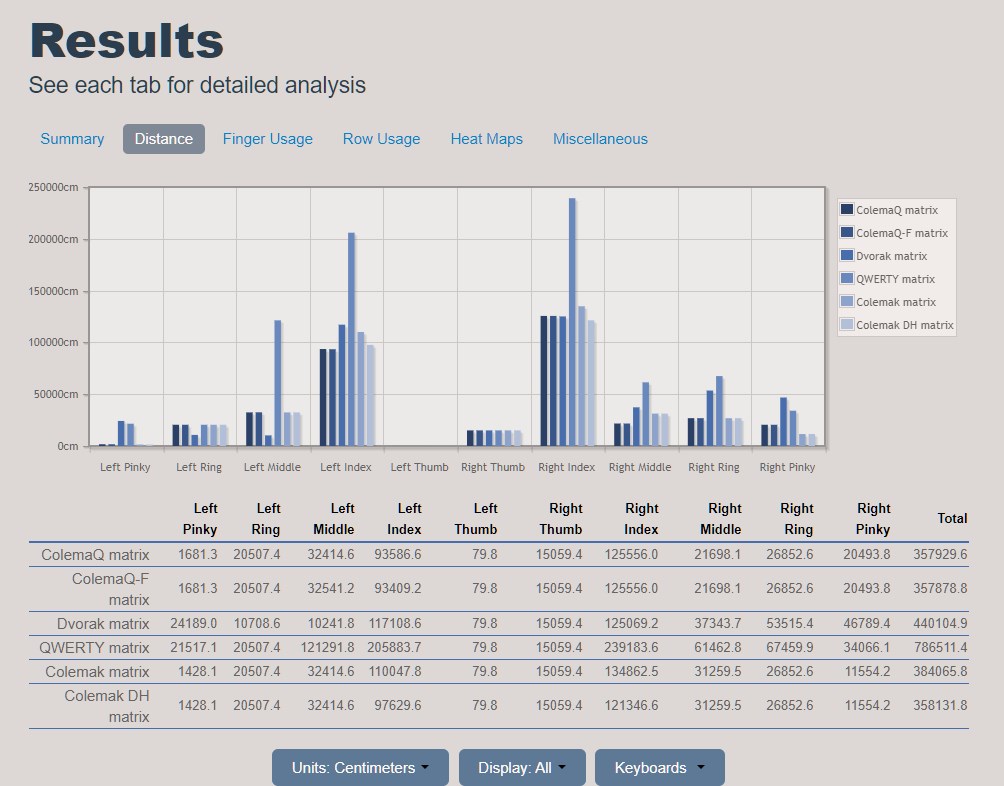 Results
See each tab for detailed analysis
Summary Distance Finger Usage Row Usage Heat Maps Miscellaneous
250000cm
200000cm
150000cm
100000cm
50000cm
0cm
Left Pinky Left Ring Left Middle Left Index Left Thumb Right Thumb Right Index Right Middle Right Ring Right Pinky
ColemaQ matrix
ColemaQ-F matrix
Dvorak matrix
QWERTY matrix
Colemak matrix
Colemak DH matrix
Left Pinky Left Ring Left Middle Left Index Left Thumb Right Thumb Right Index Right Middle Right Ring Right Pinky Total
ColemaQ matrix 1681.3 20507.4 32414.6 93586.6 79.8 15059.4 125556.0 21698.1 26852.6 20493.8 357929.6
ColemaQ-F matrix 1681.3 20507.4 32541.2 93409.2 79.8 15059.4 125556.0 21698.1 26852.6 20493.8 357878.8
Dvorak matrix 24189.0 10708.6 10241.8 117108.6 79.8 15059.4 125069.2 37343.7 53515.4 46789.4 440104.9
QWERTY matrix 21517.1 20507.4 121291.8 205883.7 79.8 15059.4 239183.6 61462.8 67459.9 34066.1 786511.4
Colemak matrix 1428.1 20507.4 32414.6 110047.8 79.8 15059.4 134862.5 31259.5 26852.6 11554.2 384065.8
Colemak DH matrix 1428.1 20507.4 32414.6 97629.6 79.8 15059.4 121346.6 31259.5 26852.6 11554.2 358131.8
Units: Centimeters Display: All Keyboards